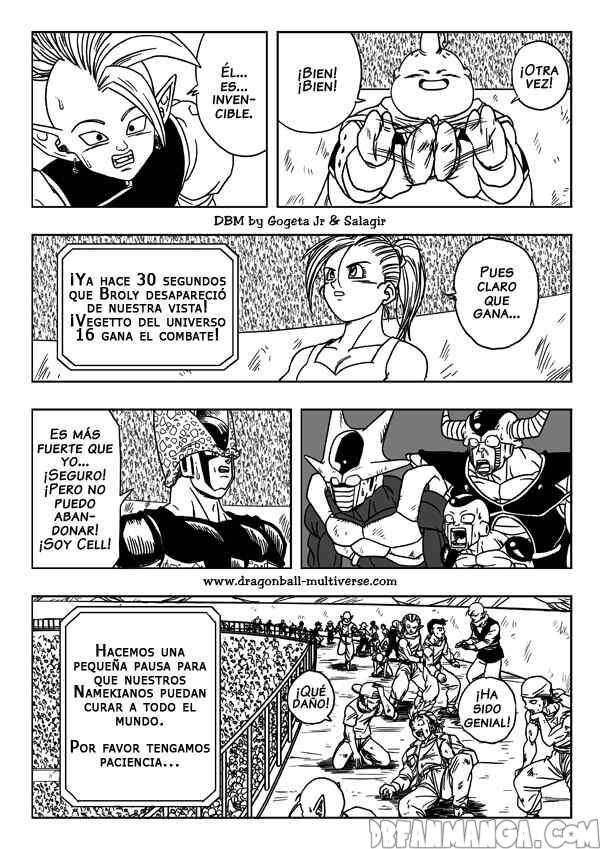 ÉL...
ES...
INVEN-
CIBLE.
¡BIEN!
¡BIEN!
¡OTRA
VEZ!
DBM by Gogeta Jr & Salagir
¡YA HACE 30 SEGUNDOS
QUE BROLY DESAPARECIÓ
DE NUESTRA VISTA!
¡VEGETTO DEL UNIVERSO
16 GANA EL COMBATE!
PUES
CLARO
QUE
GANA...
ES MÁS
FUERTE QUE
YO...
¡SEGURO!
¡PERO NO
PUEDO
ABAN-
DONAR!
¡SOY CELL!
www.dragonball-multiverse.com
HACEMOS UNA
PEQUEÑA PAUSA PARA
QUE NUESTROS
NAMEKIANOS PUEDAN
CURAR A TODO EL
MUNDO.
POR FAVOR TENGAMOS
PACIENCIA...
¡QUÉ
DAÑO!
¡HA
SIDO
GENIAL!
DBFANMANGA.COM